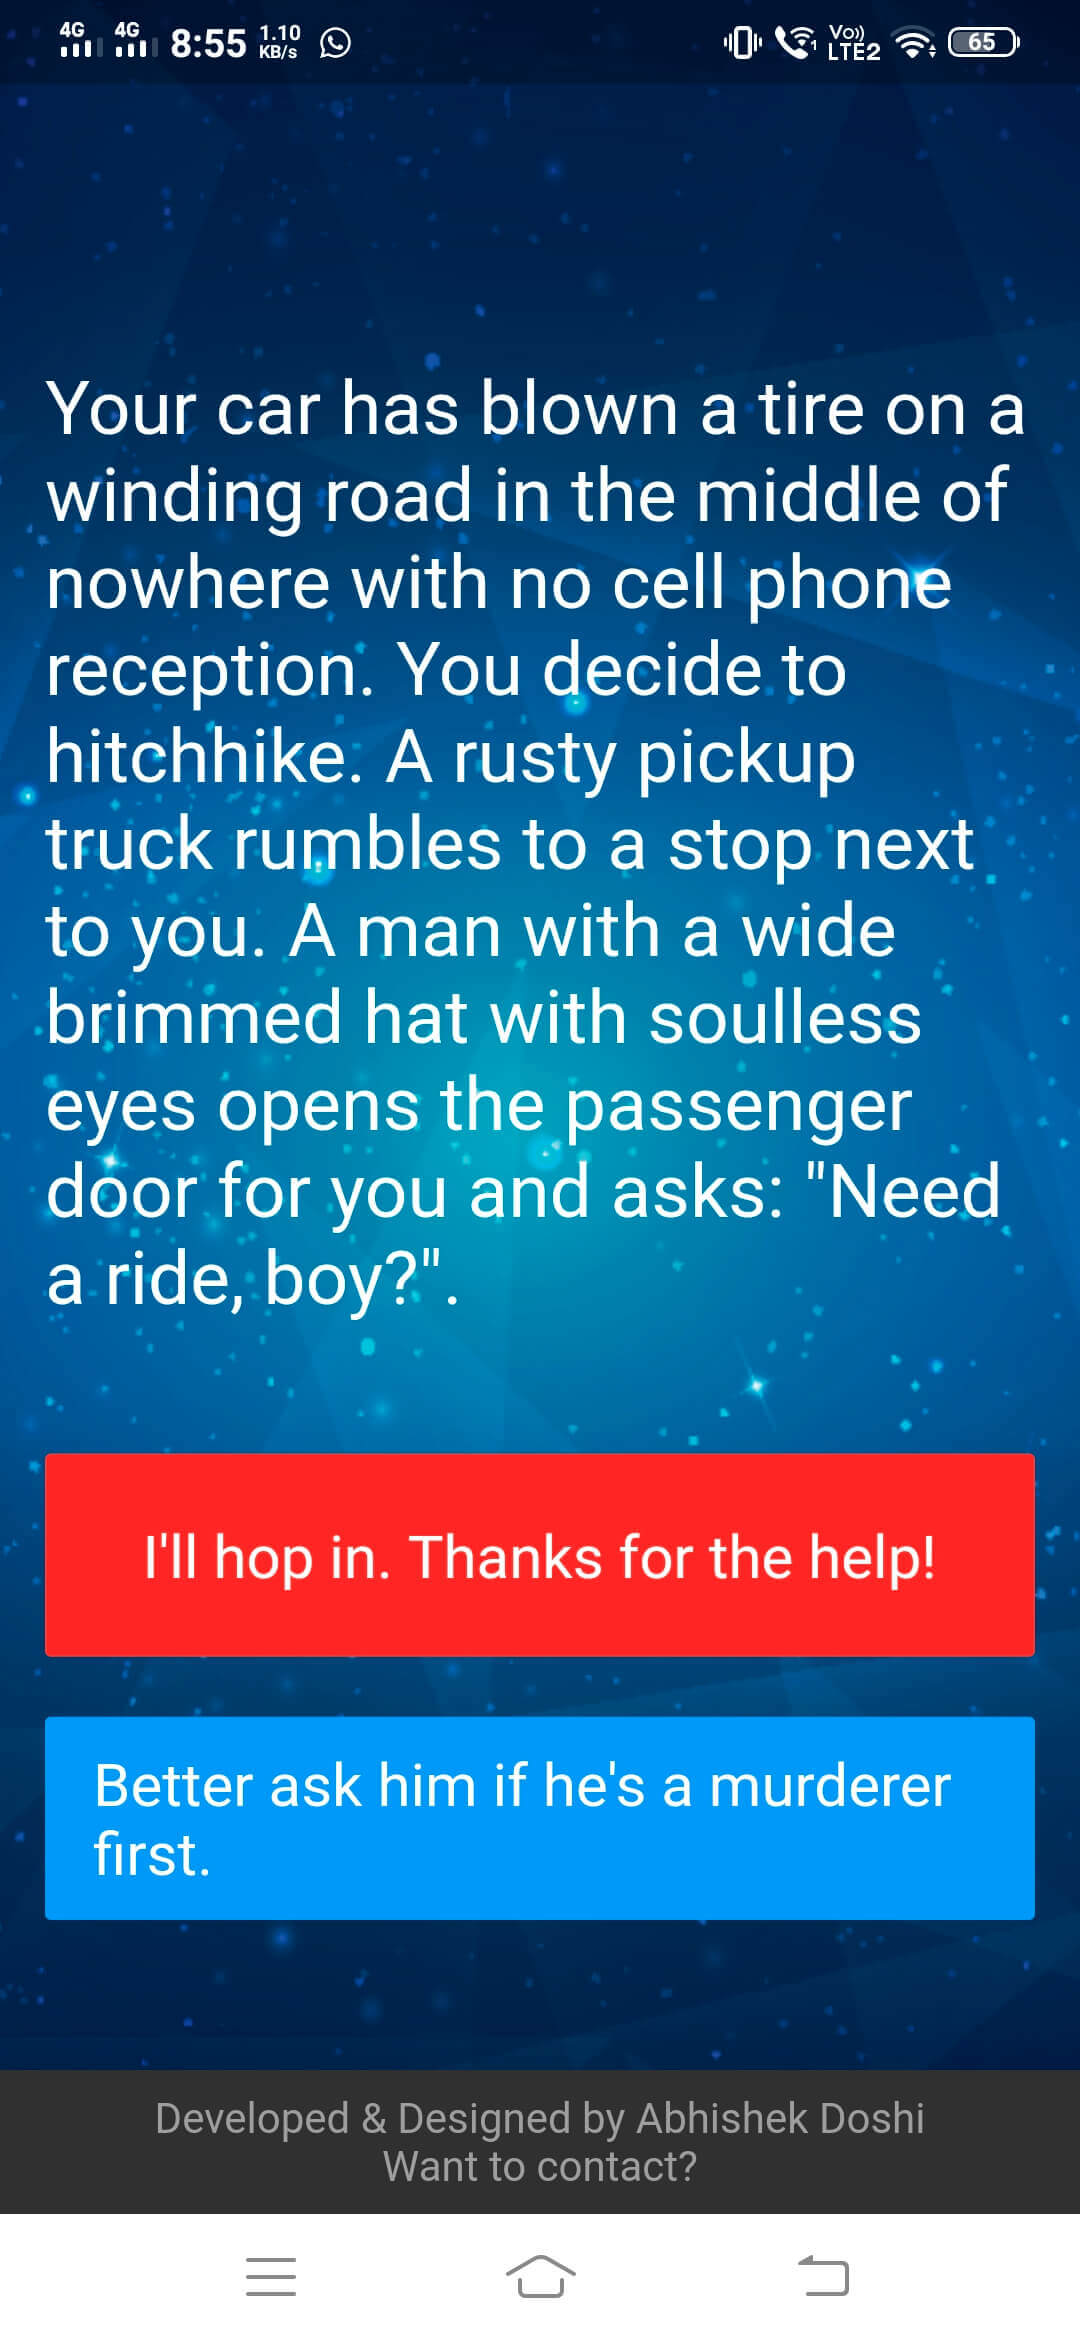 4G 4G 8:55 1.10 KB/s Vo)) LTE2 65
Your car has blown a tire on a
winding road in the middle of
nowhere with no cell phone
reception. You decide to
hitchhike. A rusty pickup
truck rumbles to a stop next
to you. A man with a wide
brimmed hat with soulless
eyes opens the passenger
door for you and asks: "Need
a ride, boy?".
I'll hop in. Thanks for the help!
Better ask him if he's a murderer
first.
Developed & Designed by Abhishek Doshi
Want to contact?